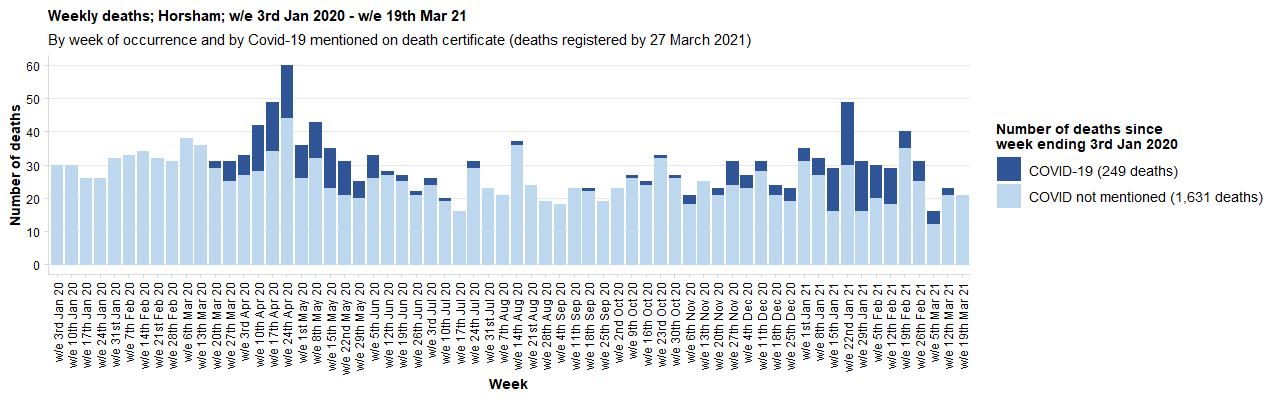 Weekly deaths; Horsham; w/e 3rd Jan 2020 - w/e 19th Mar 21
By week of occurrence and by Covid-19 mentioned on death certificate (deaths registered by 27 March 2021)
Number of deaths
60
50
40
30
20
10
0
w/e 3rd Jan 20
w/e 10th Jan 20
w/e 17th Jan 20
w/e 24th Jan 20
w/e 31st Jan 20
w/e 7th Feb 20
w/e 14th Feb 20
w/e 21st Feb 20
w/e 28th Feb 20
w/e 6th Mar 20
w/e 13th Mar 20
w/e 20th Mar 20
w/e 27th Mar 20
w/e 3rd Apr 20
w/e 10th Apr 20
w/e 17th Apr 20
w/e 24th Apr 20
w/e 1st May 20
w/e 8th May 20
w/e 15th May 20
w/e 22nd May 20
w/e 29th May 20
w/e 5th Jun 20
w/e 12th Jun 20
w/e 19th Jun 20
w/e 26th Jun 20
w/e 3rd Jul 20
w/e 10th Jul 20
w/e 17th Jul 20
w/e 24th Jul 20
w/e 31st Jul 20
w/e 7th Aug 20
w/e 14th Aug 20
w/e 21st Aug 20
w/e 28th Aug 20
w/e 4th Sep 20
w/e 11th Sep 20
w/e 18th Sep 20
w/e 25th Sep 20
w/e 2nd Oct 20
w/e 9th Oct 20
w/e 16th Oct 20
w/e 23rd Oct 20
w/e 30th Oct 20
w/e 6th Nov 20
w/e 13th Nov 20
w/e 20th Nov 20
w/e 27th Nov 20
w/e 4th Dec 20
w/e 11th Dec 20
w/e 18th Dec 20
w/e 25th Dec 20
w/e 1st Jan 21
w/e 8th Jan 21
w/e 15th Jan 21
w/e 22nd Jan 21
w/e 29th Jan 21
w/e 5th Feb 21
w/e 12th Feb 21
w/e 19th Feb 21
w/e 26th Feb 21
w/e 5th Mar 21
w/e 12th Mar 21
w/e 19th Mar 21
Week
Number of deaths since
week ending 3rd Jan 2020
COVID-19 (249 deaths)
COVID not mentioned (1,631 deaths)